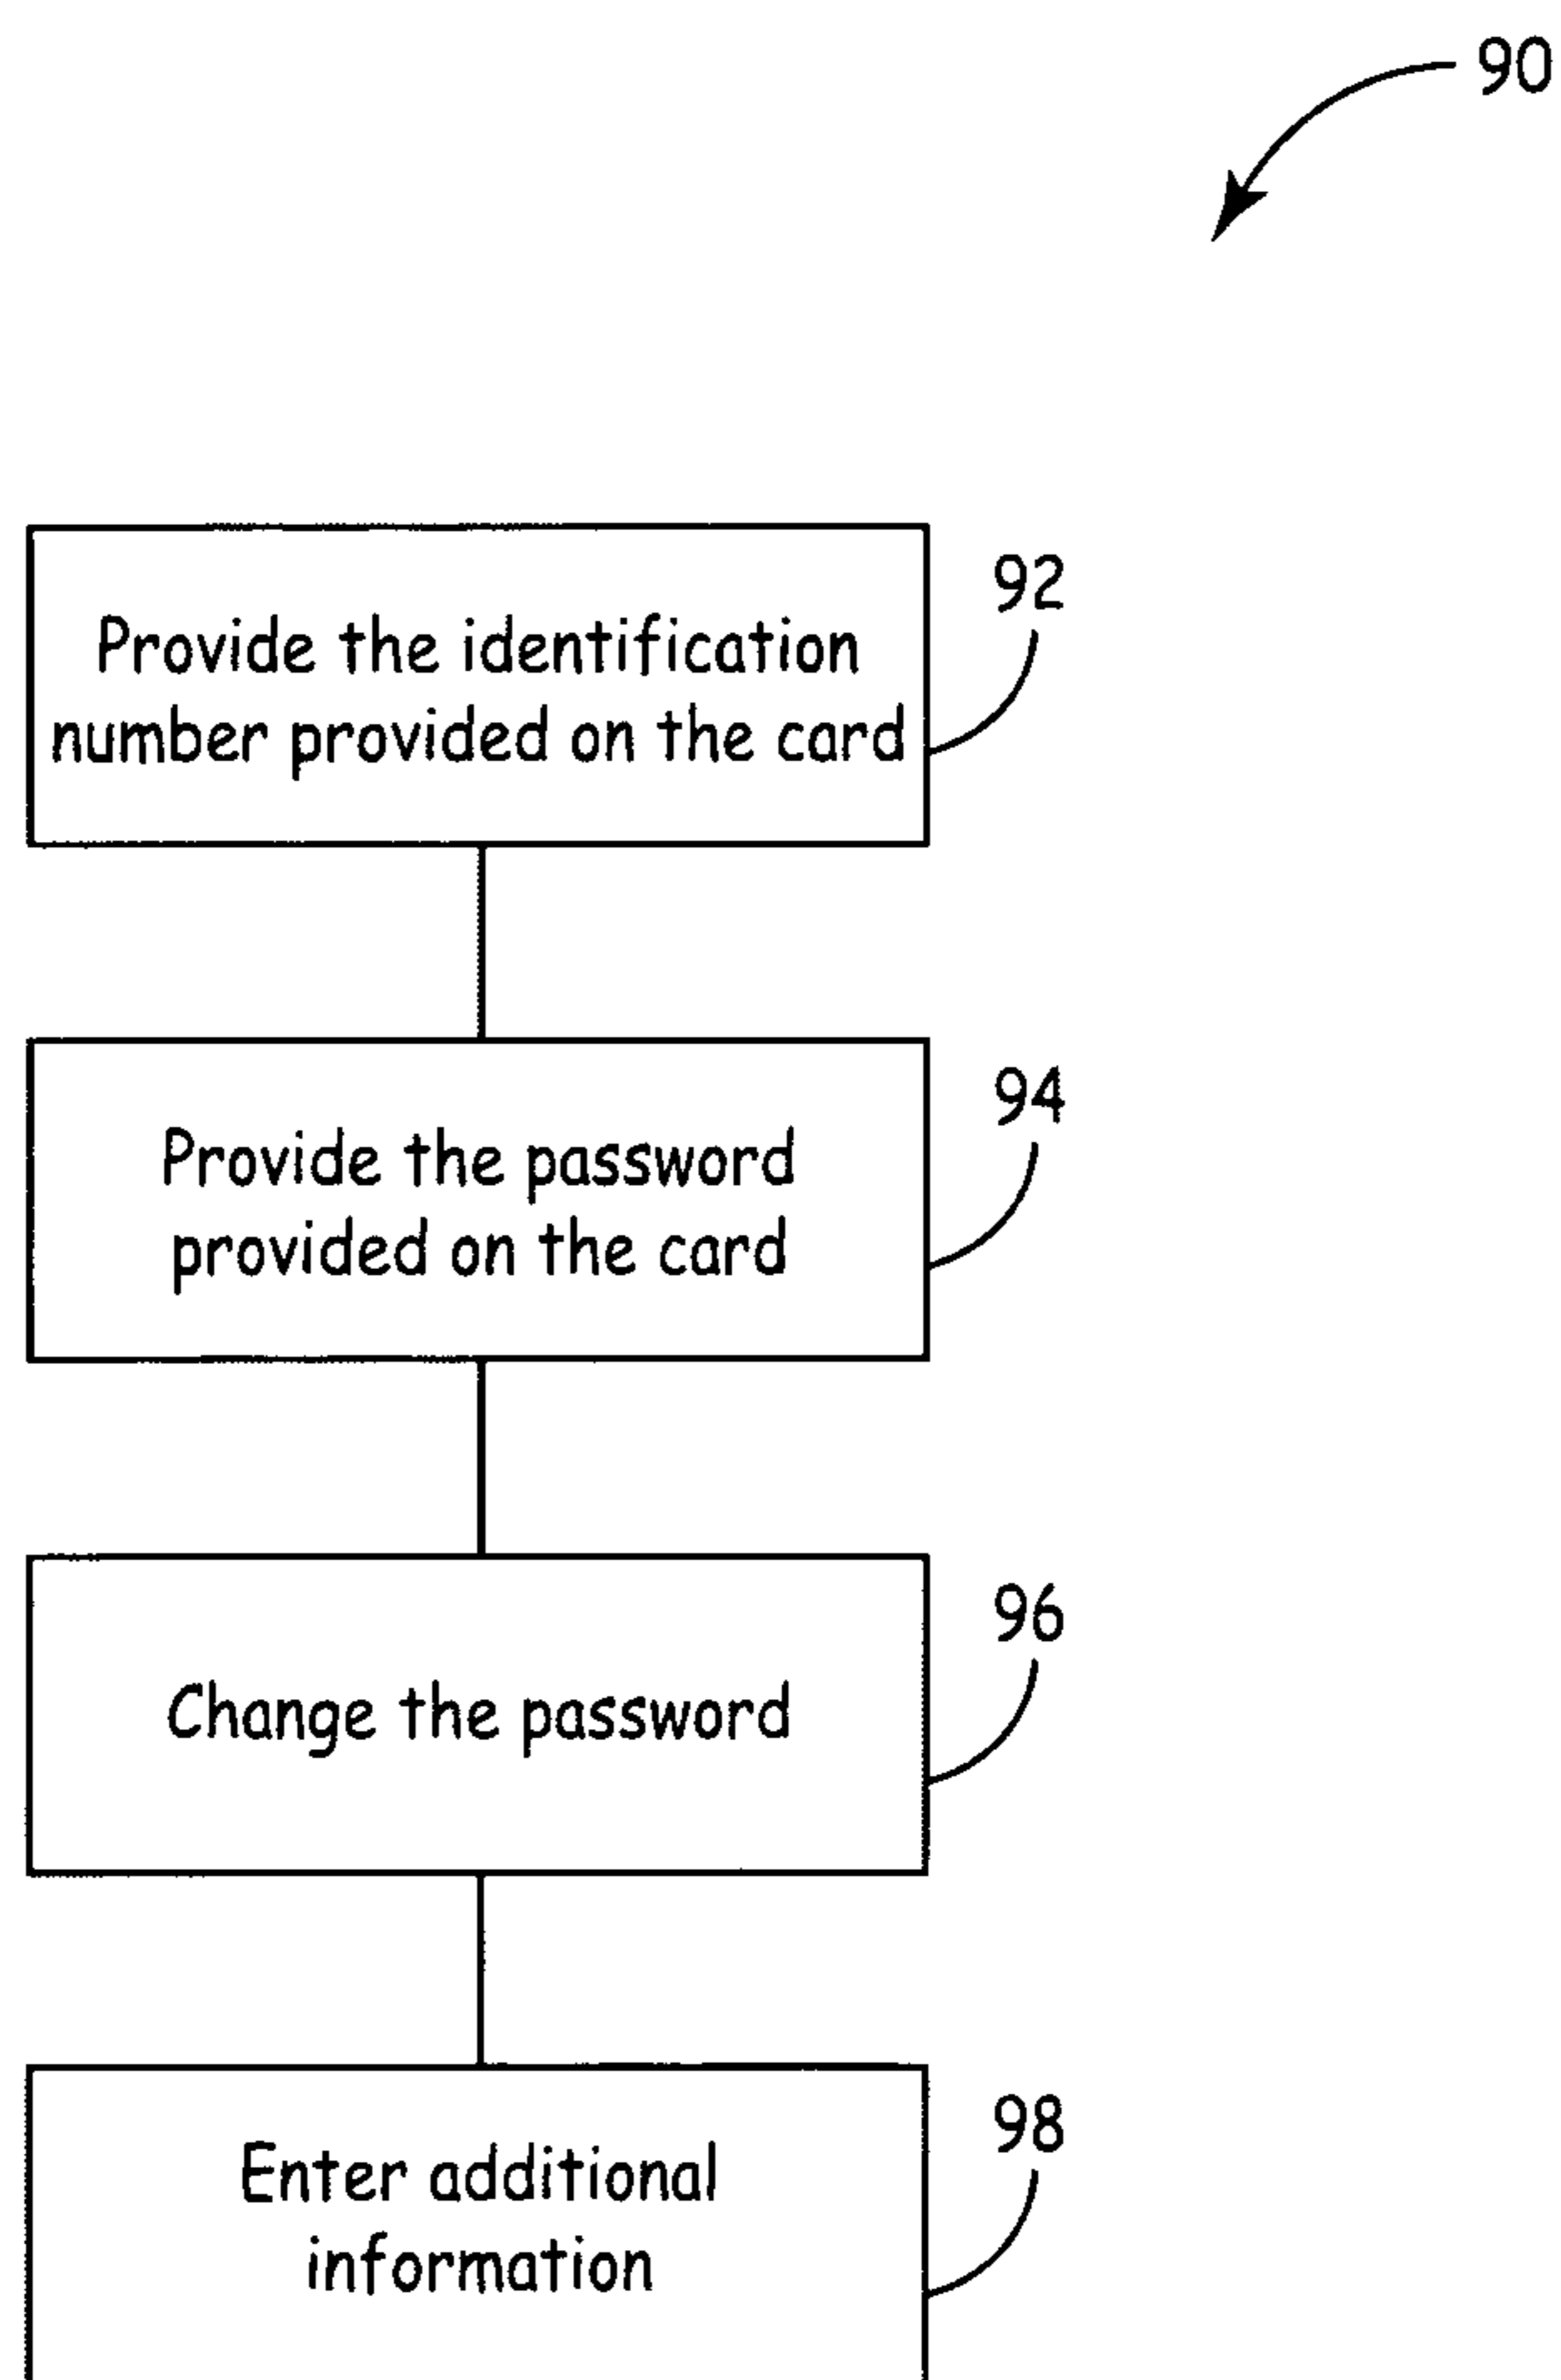 90
92
Provide the identification
number provided on the card
94
Provide the password
provided on the card
96
Change the password
98
Enter additional
information